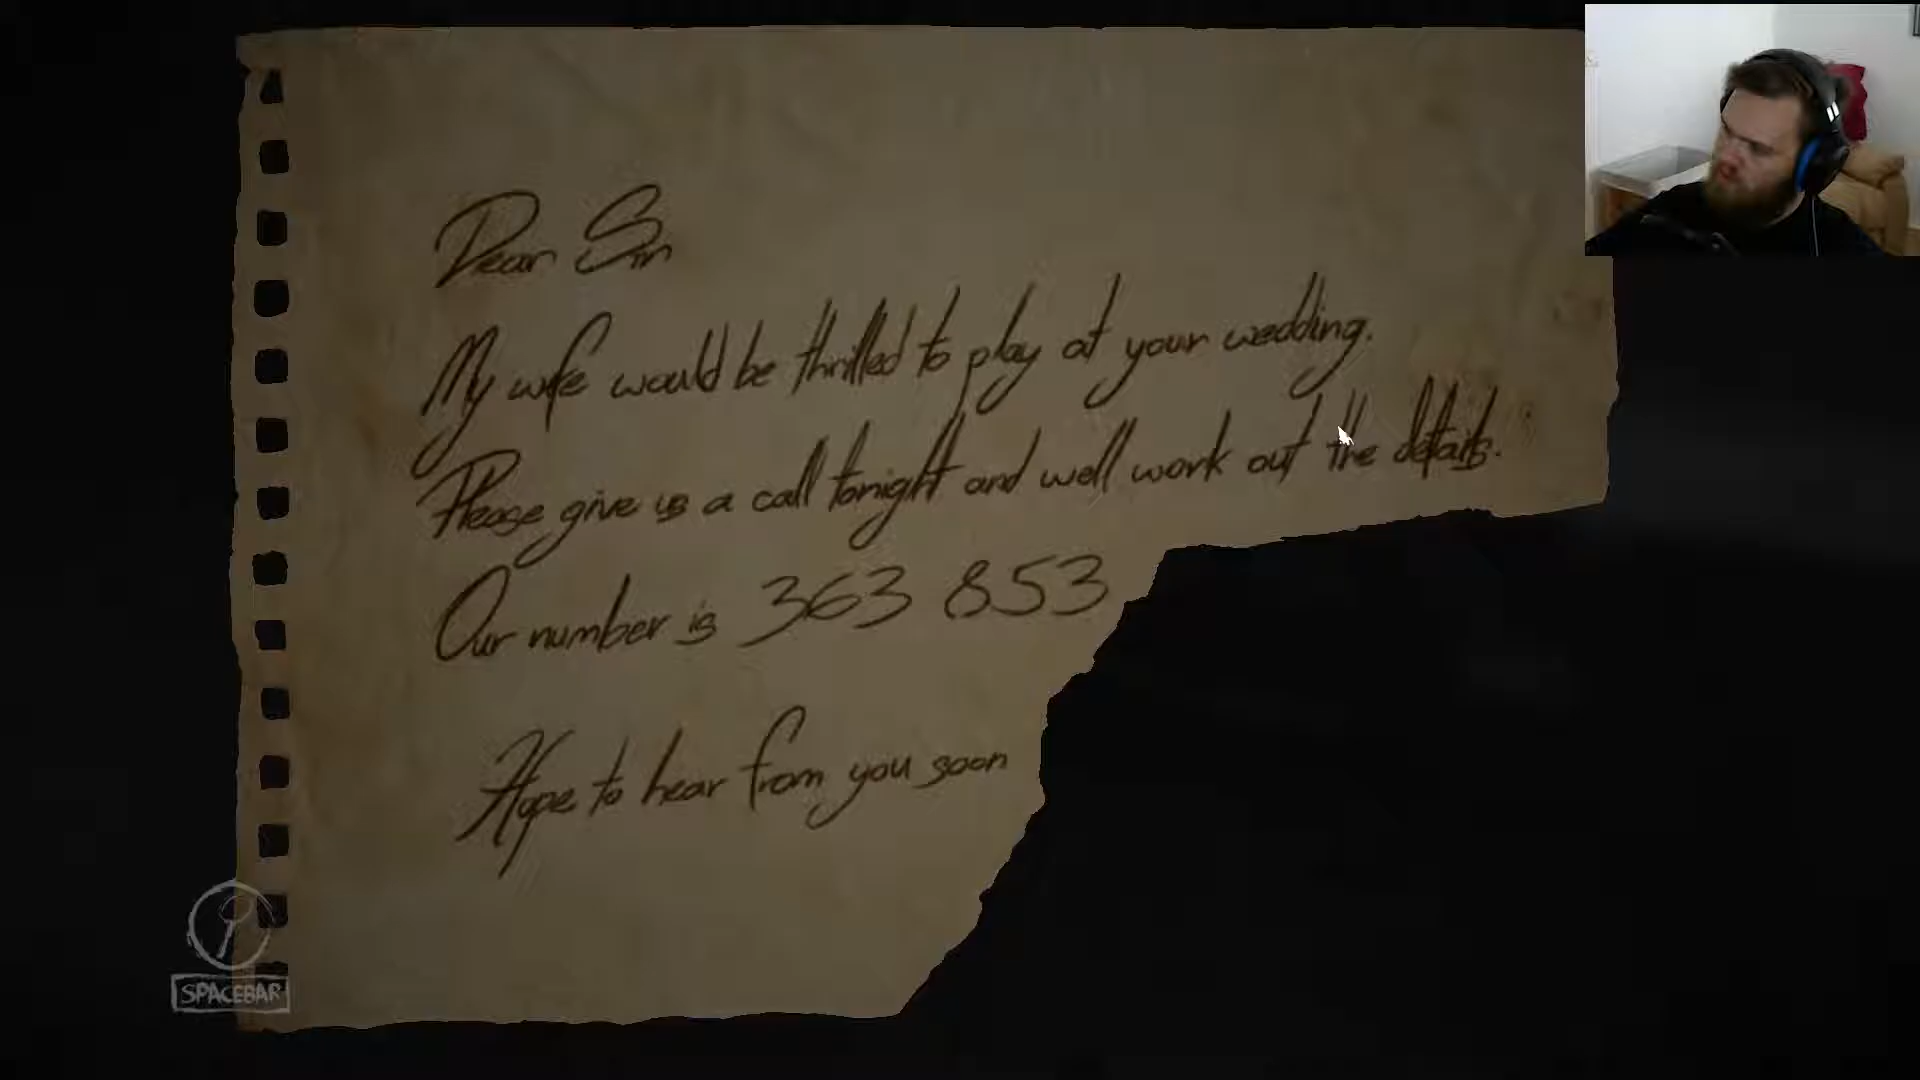 Dear Sir
My wife would be thrilled to play at your wedding.
Please give us a call tonight and well work out the details.
Our number is 363 853
Hope to hear from you soon
SPACEBAR